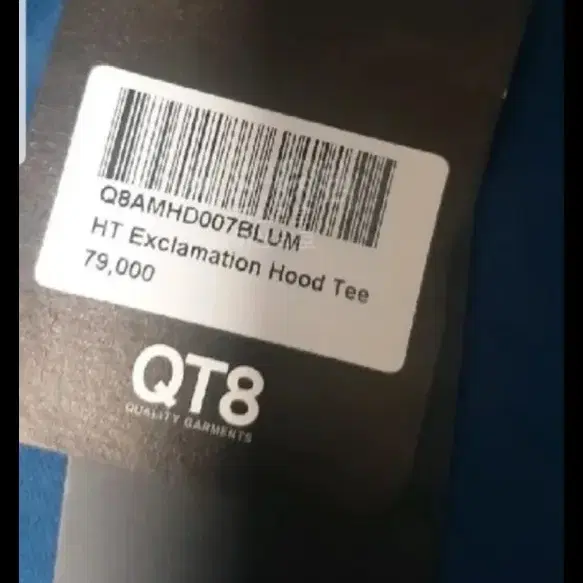 Q8AMHD007BLUM
HT Exclamation Hood Tee
79,000
QT8
QUALITY GARMENTS